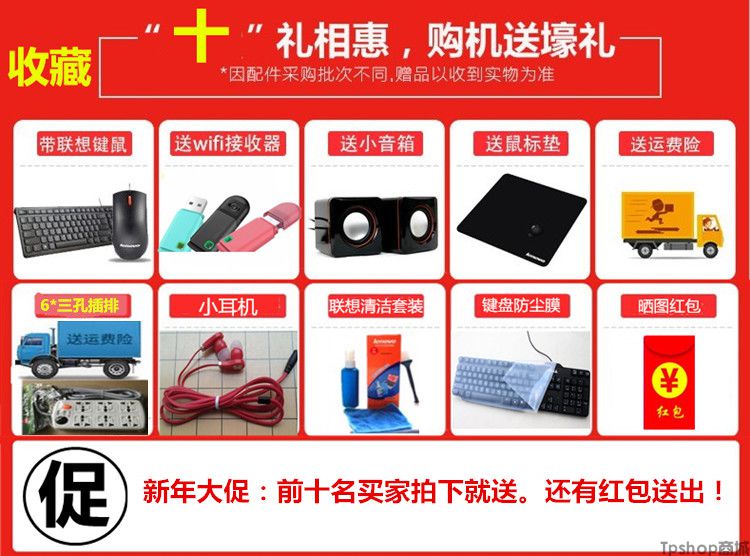 收藏
“十”礼相惠，购机送壕礼
*因配件采购批次不同,赠品以收到实物为准
带联想键鼠
送wifi接收器
送小音箱
送鼠标垫
送运费险
lenovo
lenovo
6*三孔插排
小耳机
联想清洁套装
键盘防尘膜
晒图红包
送运费险
lenovo
¥
红包
促
新年大促：前十名买家拍下就送。还有红包送出！
Tpshop商城